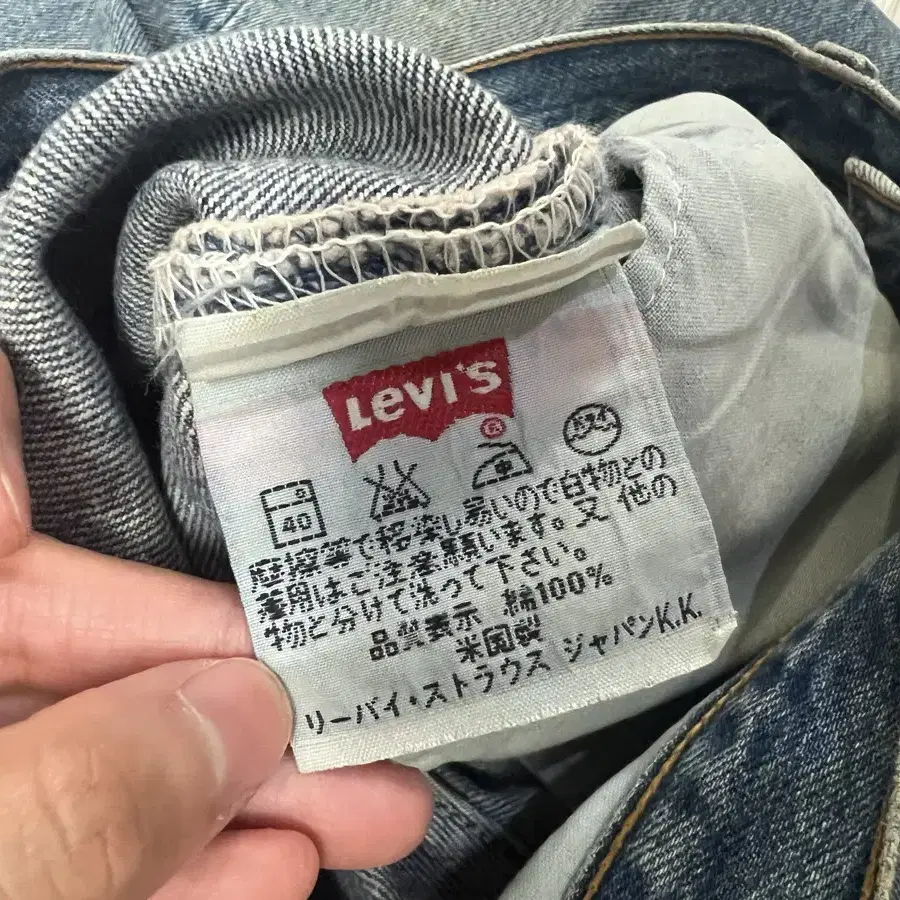 Levi's
®
40
ドライ
摩擦等で移染し易いので白物との
着用はご注意願います。又他の
物と分けて洗って下さい。
品質表示 綿100%
米国製
リーバイ・ストラウス ジャパンK.K.